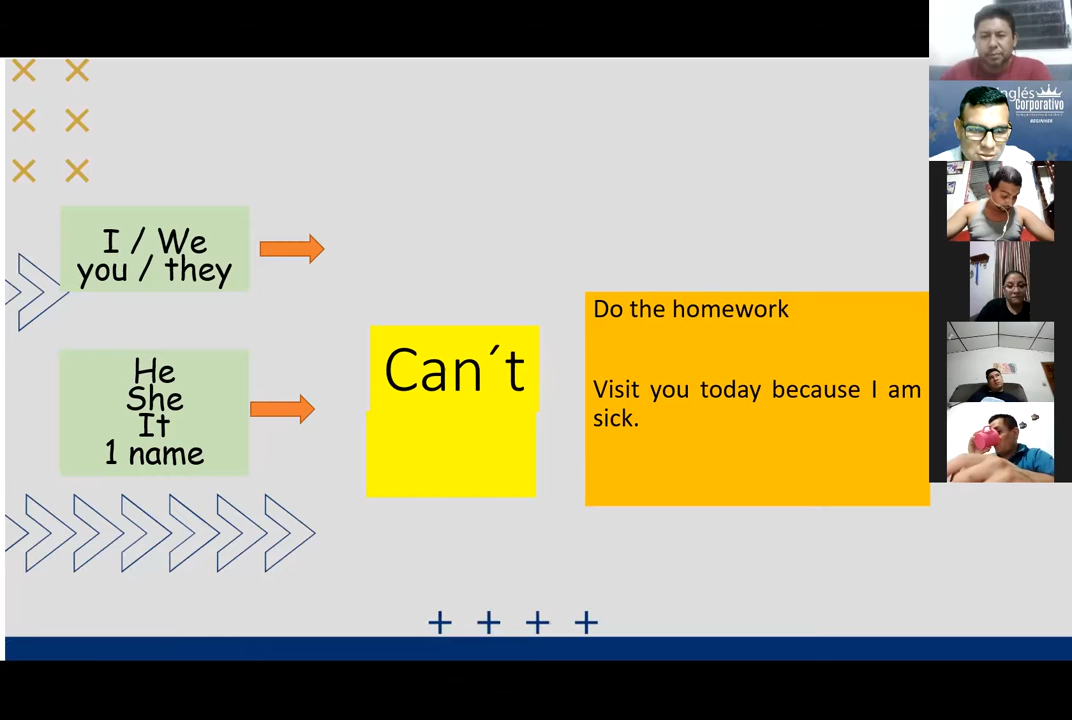 I / We
you / they
He
She
It
1 name
Can´t
Do the homework
Visit you today because I am
sick.
Inglés
Corporativo
BEGINNER